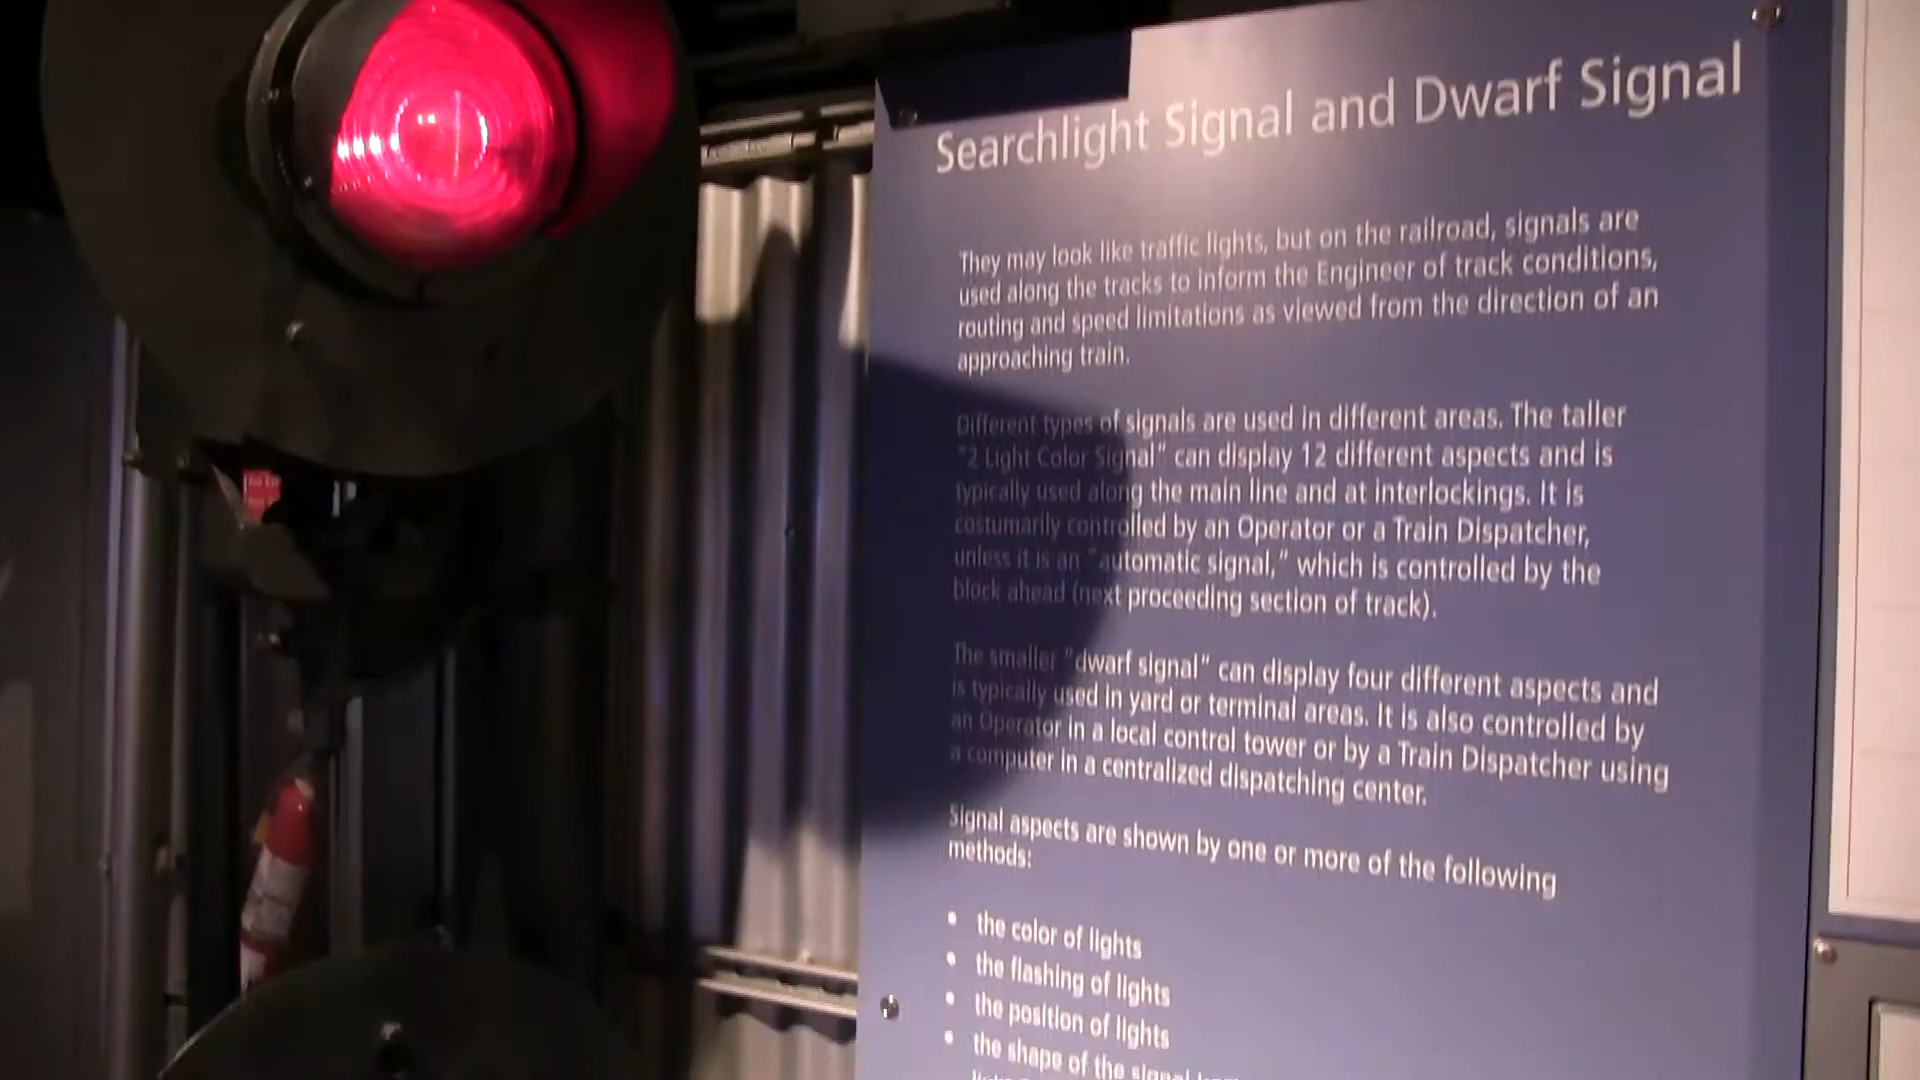 Searchlight Signal and Dwarf Signal
They may look like traffic lights, but on the railroad, signals are
used along the tracks to inform the Engineer of track conditions,
routing and speed limitations as viewed from the direction of an
approaching train.
Different types of signals are used in different areas. The taller
"2 Light Color Signal" can display 12 different aspects and is
typically used along the main line and at interlockings. It is
costumarily controlled by an Operator or a Train Dispatcher,
unless it is an "automatic signal," which is controlled by the
block ahead (next proceeding section of track).
The smaller "dwarf signal" can display four different aspects and
is typically used in yard or terminal areas. It is also controlled by
an Operator in a local control tower or by a Train Dispatcher using
a computer in a centralized dispatching center.
Signal aspects are shown by one or more of the following
methods:
• the color of lights
• the flashing of lights
• the position of lights
• the shape of the signal